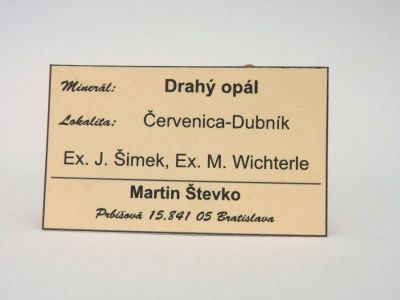 Minerál: Drahý opál
Lokalita: Červenica-Dubník
Ex. J. Šimek, Ex. M. Wichterle
Martin Števko
Prbišová 15,841 05 Bratislava